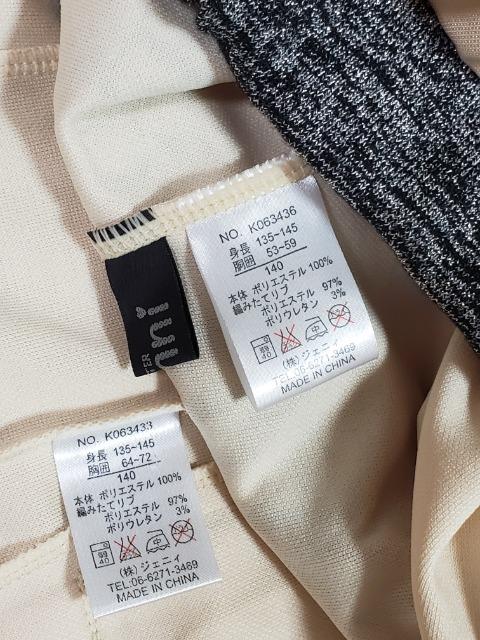 NO. K063436
身長 135~145
胸囲 53~59
140
本体 ポリエステル 100%
編みたてリブ
ポリエステル 97%
ポリウレタン 3%
40
(株)ジェニィ
TEL:06-6271-3469
MADE IN CHINA
TER
NO. K063433
身長 135~145
胸囲 64~72
140
本体 ポリエステル 100%
編みたてリブ
ポリエステル 97%
ポリウレタン 3%
40
(株)ジェニィ
TEL:06-6271-3469
MADE IN CHINA